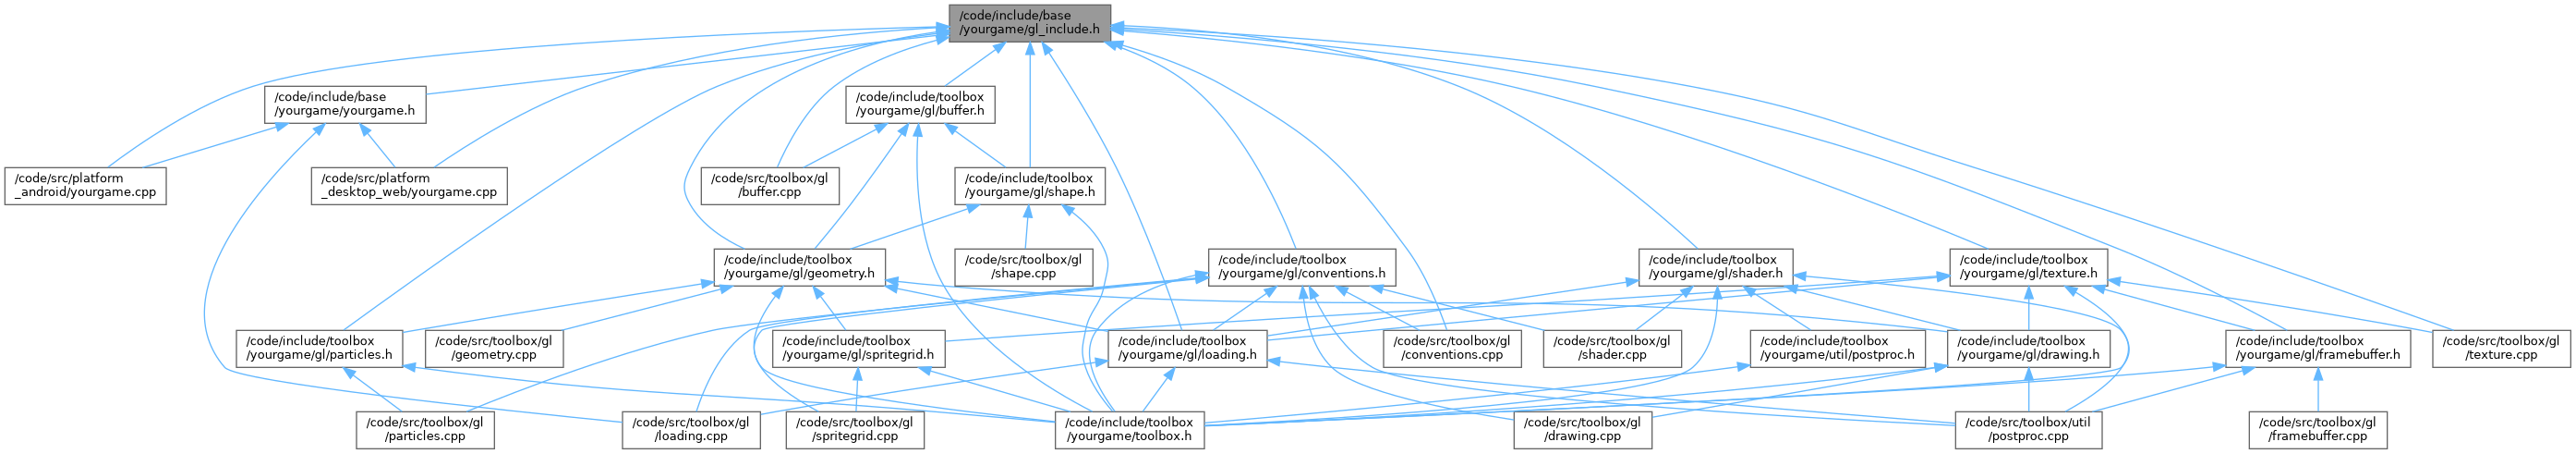 /code/include/base
/yourgame/gl_include.h
/code/include/base
/yourgame/yourgame.h
/code/include/toolbox
/yourgame/gl/buffer.h
/code/src/platform
_android/yourgame.cpp
/code/src/platform
_desktop_web/yourgame.cpp
/code/src/toolbox/gl
/buffer.cpp
/code/include/toolbox
/yourgame/gl/shape.h
/code/include/toolbox
/yourgame/gl/geometry.h
/code/src/toolbox/gl
/shape.cpp
/code/include/toolbox
/yourgame/gl/conventions.h
/code/include/toolbox
/yourgame/gl/shader.h
/code/include/toolbox
/yourgame/gl/texture.h
/code/include/toolbox
/yourgame/gl/particles.h
/code/src/toolbox/gl
/geometry.cpp
/code/include/toolbox
/yourgame/gl/spritegrid.h
/code/include/toolbox
/yourgame/gl/loading.h
/code/src/toolbox/gl
/conventions.cpp
/code/src/toolbox/gl
/shader.cpp
/code/include/toolbox
/yourgame/util/postproc.h
/code/include/toolbox
/yourgame/gl/drawing.h
/code/include/toolbox
/yourgame/gl/framebuffer.h
/code/src/toolbox/gl
/texture.cpp
/code/src/toolbox/gl
/particles.cpp
/code/src/toolbox/gl
/loading.cpp
/code/src/toolbox/gl
/spritegrid.cpp
/code/include/toolbox
/yourgame/toolbox.h
/code/src/toolbox/gl
/drawing.cpp
/code/src/toolbox/util
/postproc.cpp
/code/src/toolbox/gl
/framebuffer.cpp